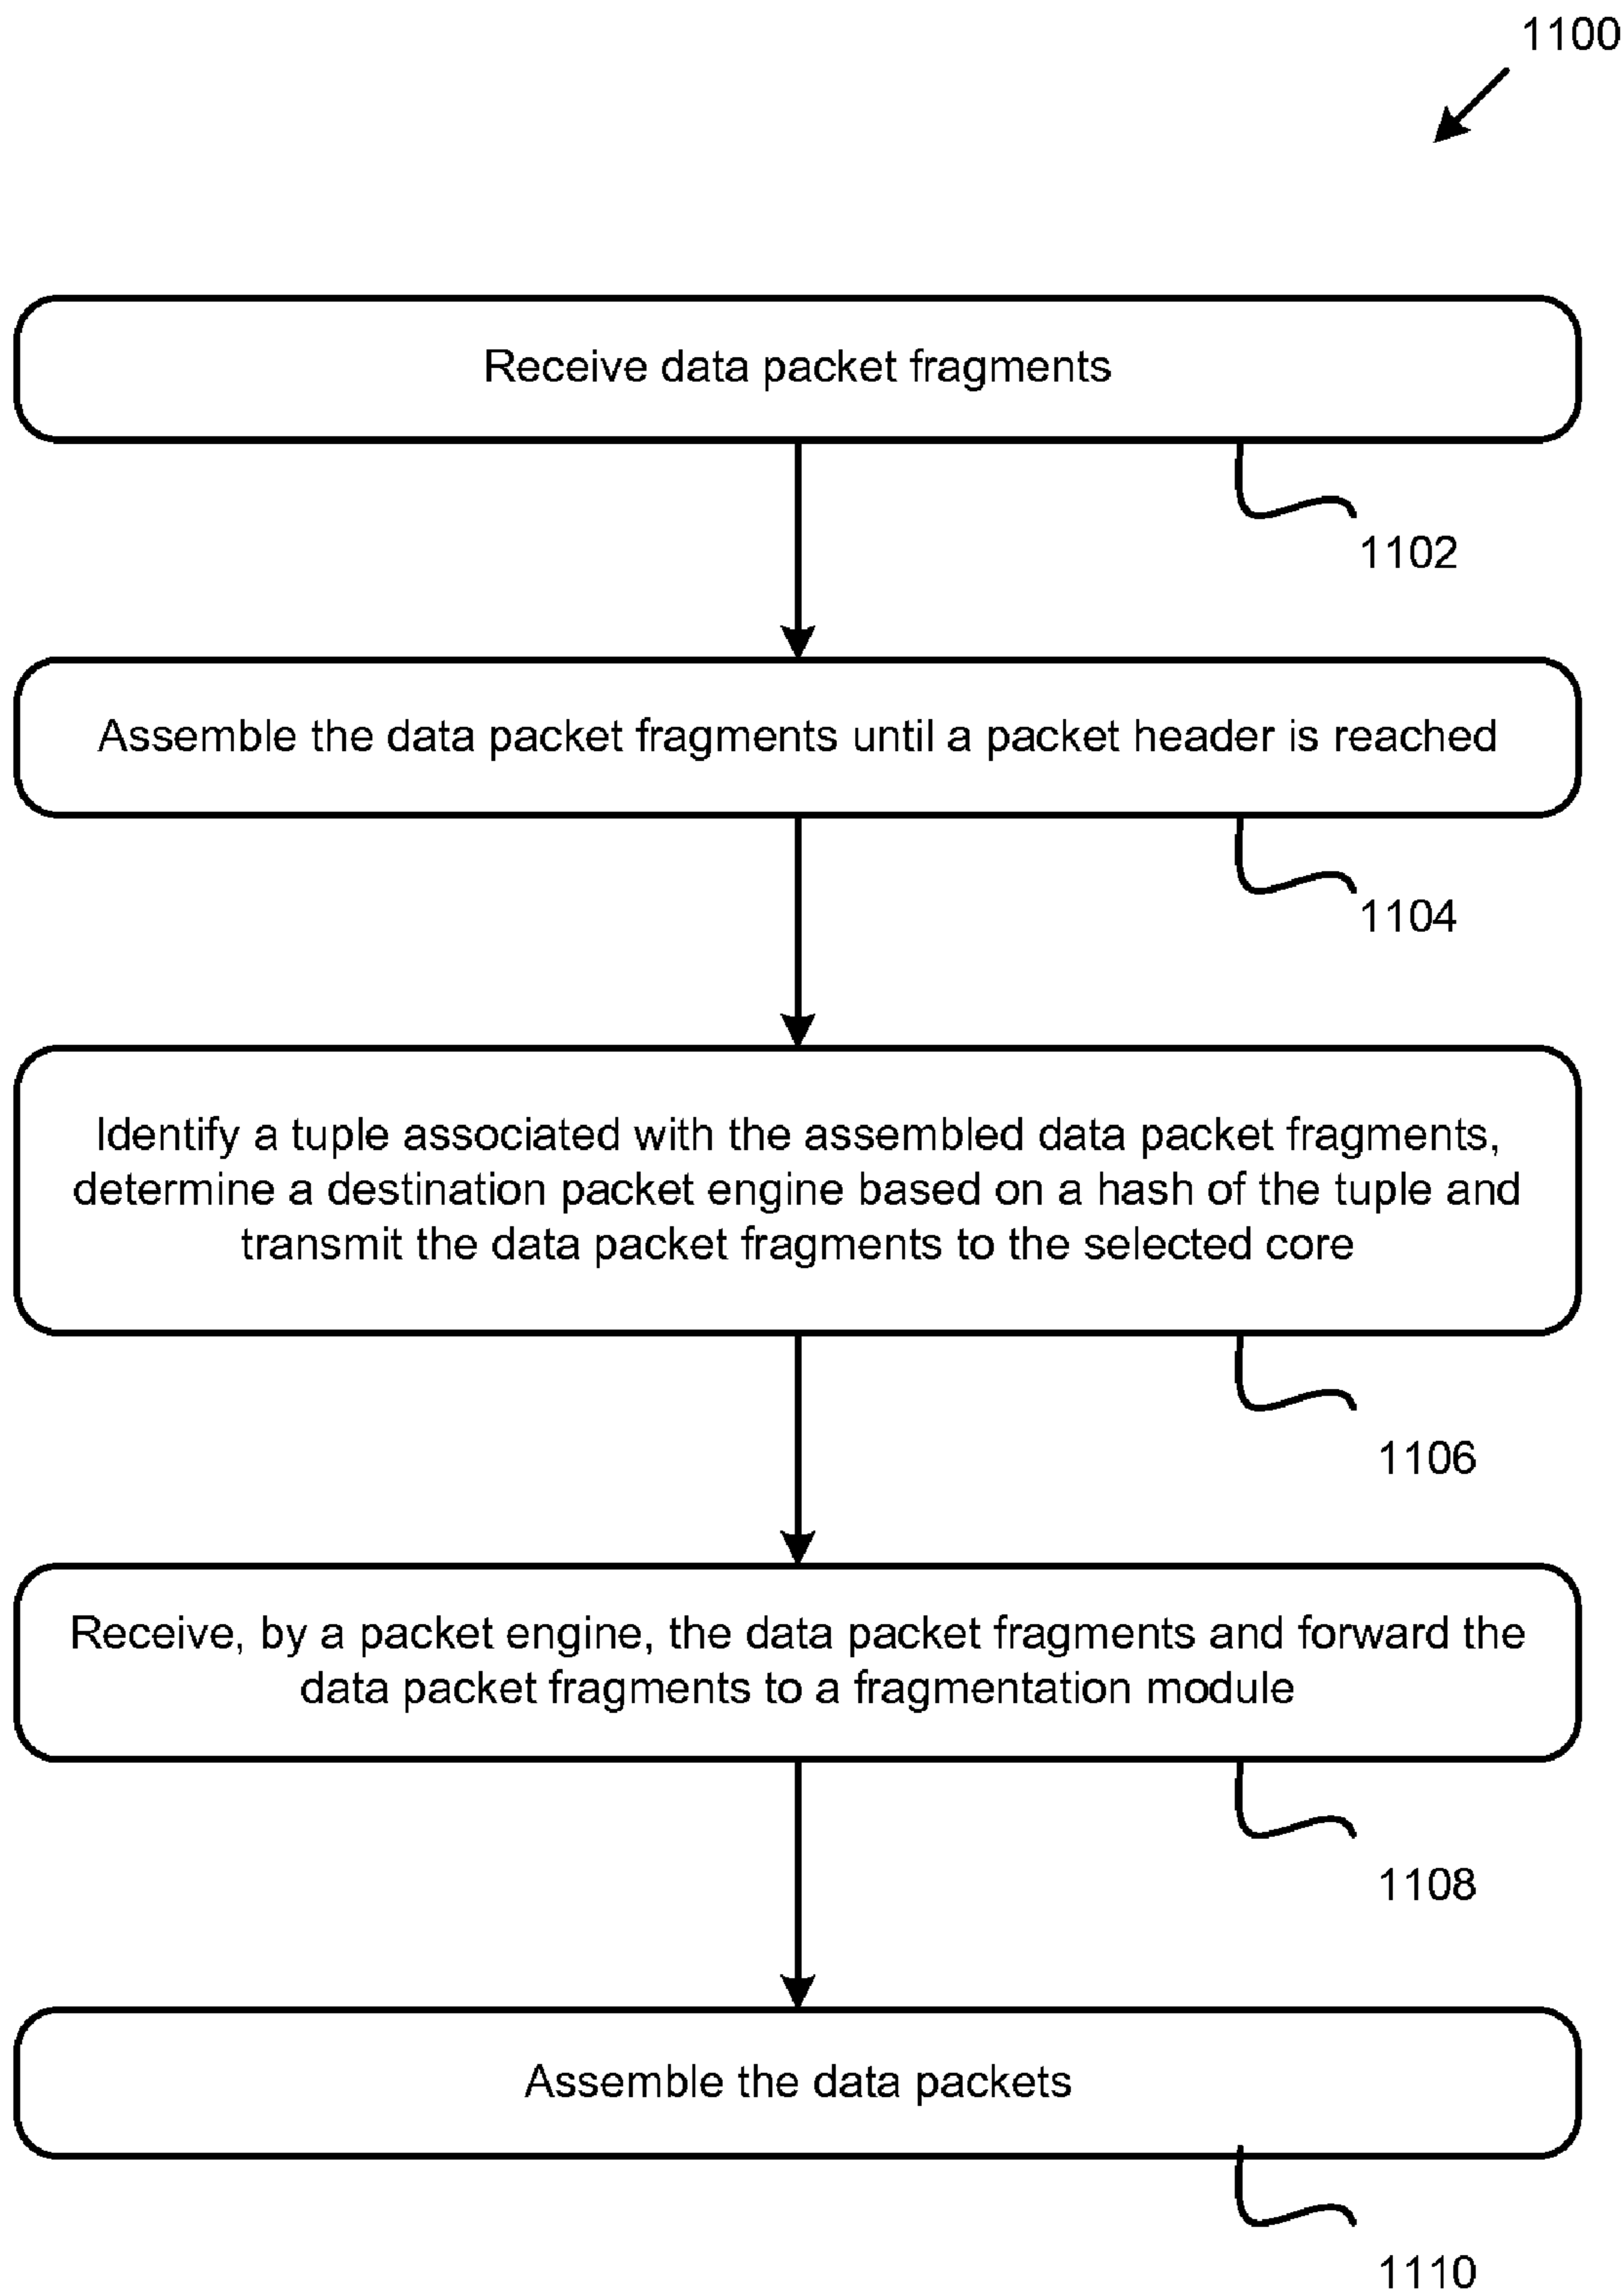 1100
Receive data packet fragments
1102
Assemble the data packet fragments until a packet header is reached
1104
Identify a tuple associated with the assembled data packet fragments,
determine a destination packet engine based on a hash of the tuple and
transmit the data packet fragments to the selected core
1106
Receive, by a packet engine, the data packet fragments and forward the
data packet fragments to a fragmentation module
1108
Assemble the data packets
1110